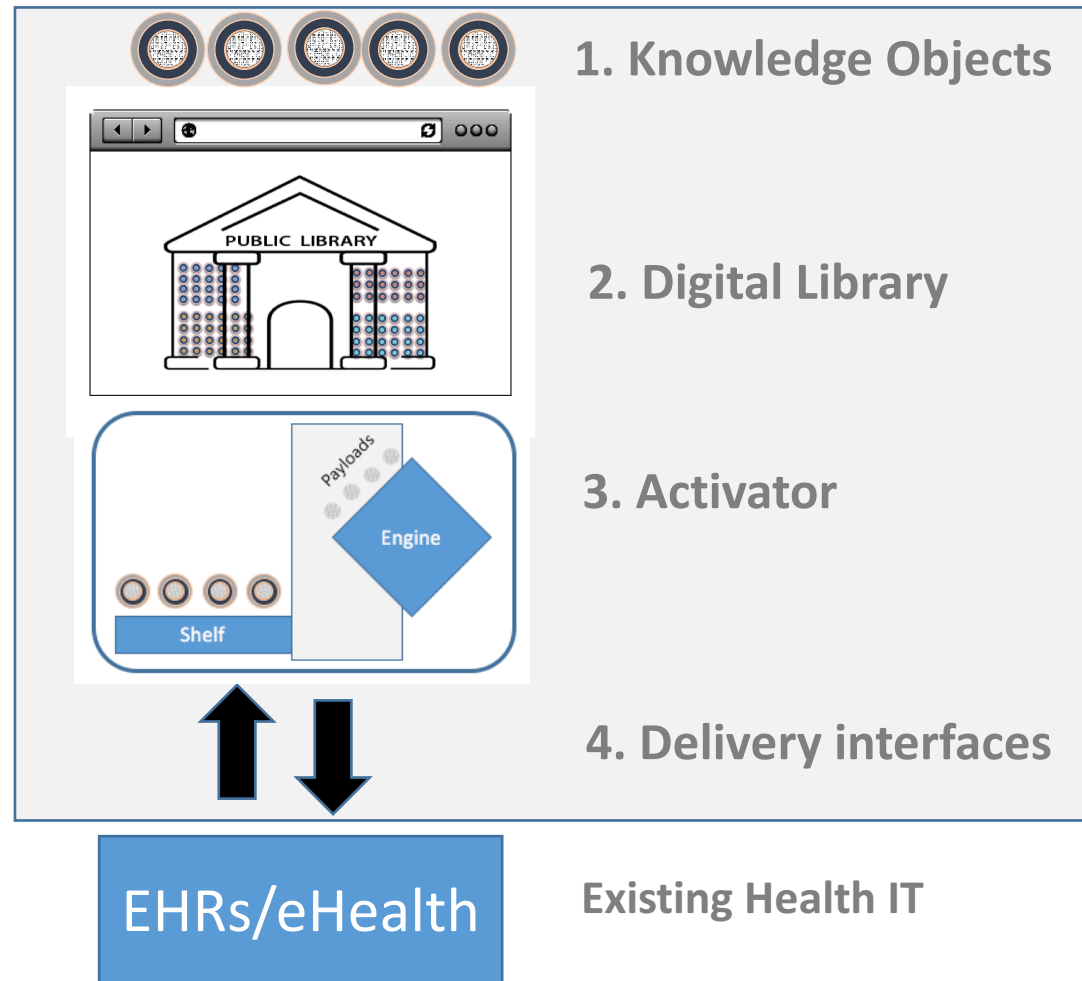 1. Knowledge Objects
PUBLIC LIBRARY
2. Digital Library
Payloads
Engine
3. Activator
Shelf
4. Delivery interfaces
EHRs/eHealth
Existing Health IT